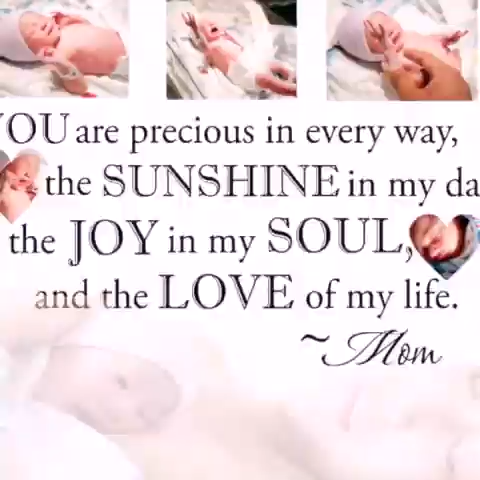 YOU are precious in every way,
the SUNSHINE in my da
the JOY in my SOUL,
and the LOVE of my life.
~Mom